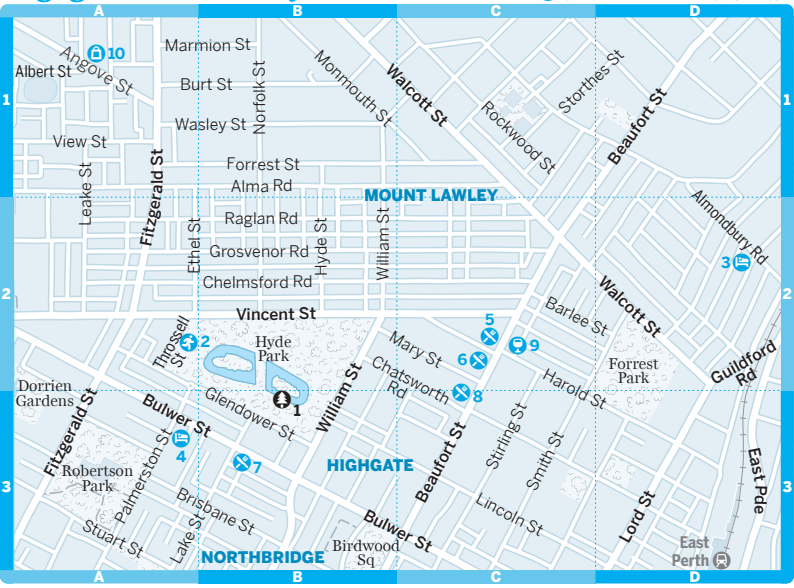 A
B
C
D
Marmion St
10
Angove St
Albert St
Burt St
Norfolk St
Monmouth St
Walcott St
Storthes St
Rockwood St
Beaufort St
1
1
Wasley St
View St
Forrest St
Alma Rd
MOUNT LAWLEY
Leake St
Fitzgerald St
Raglan Rd
Ethel St
Hyde St
William St
Grosvenor Rd
Chelmsford Rd
Almondbury Rd
3
2
2
Walcott St
Vincent St
Barlee St
Throssell
St
2
Hyde
Park
5
9
6
Mary St
Chatsworth
Rd
8
Harold St
Forrest
Park
Guildford
Rd
Dorrien
Gardens
Glendower St
1
William St
Bulwer St
Fitzgerald St
4
7
Robertson
Park
Palmerston St
HIGHGATE
Beaufort St
Stirling St
Smith St
East Pde
3
3
Brisbane St
Lincoln St
Lord St
Stuart St
Lake St
Bulwer St
NORTHBRIDGE
Birdwood
Sq
East
Perth
A
B
C
D